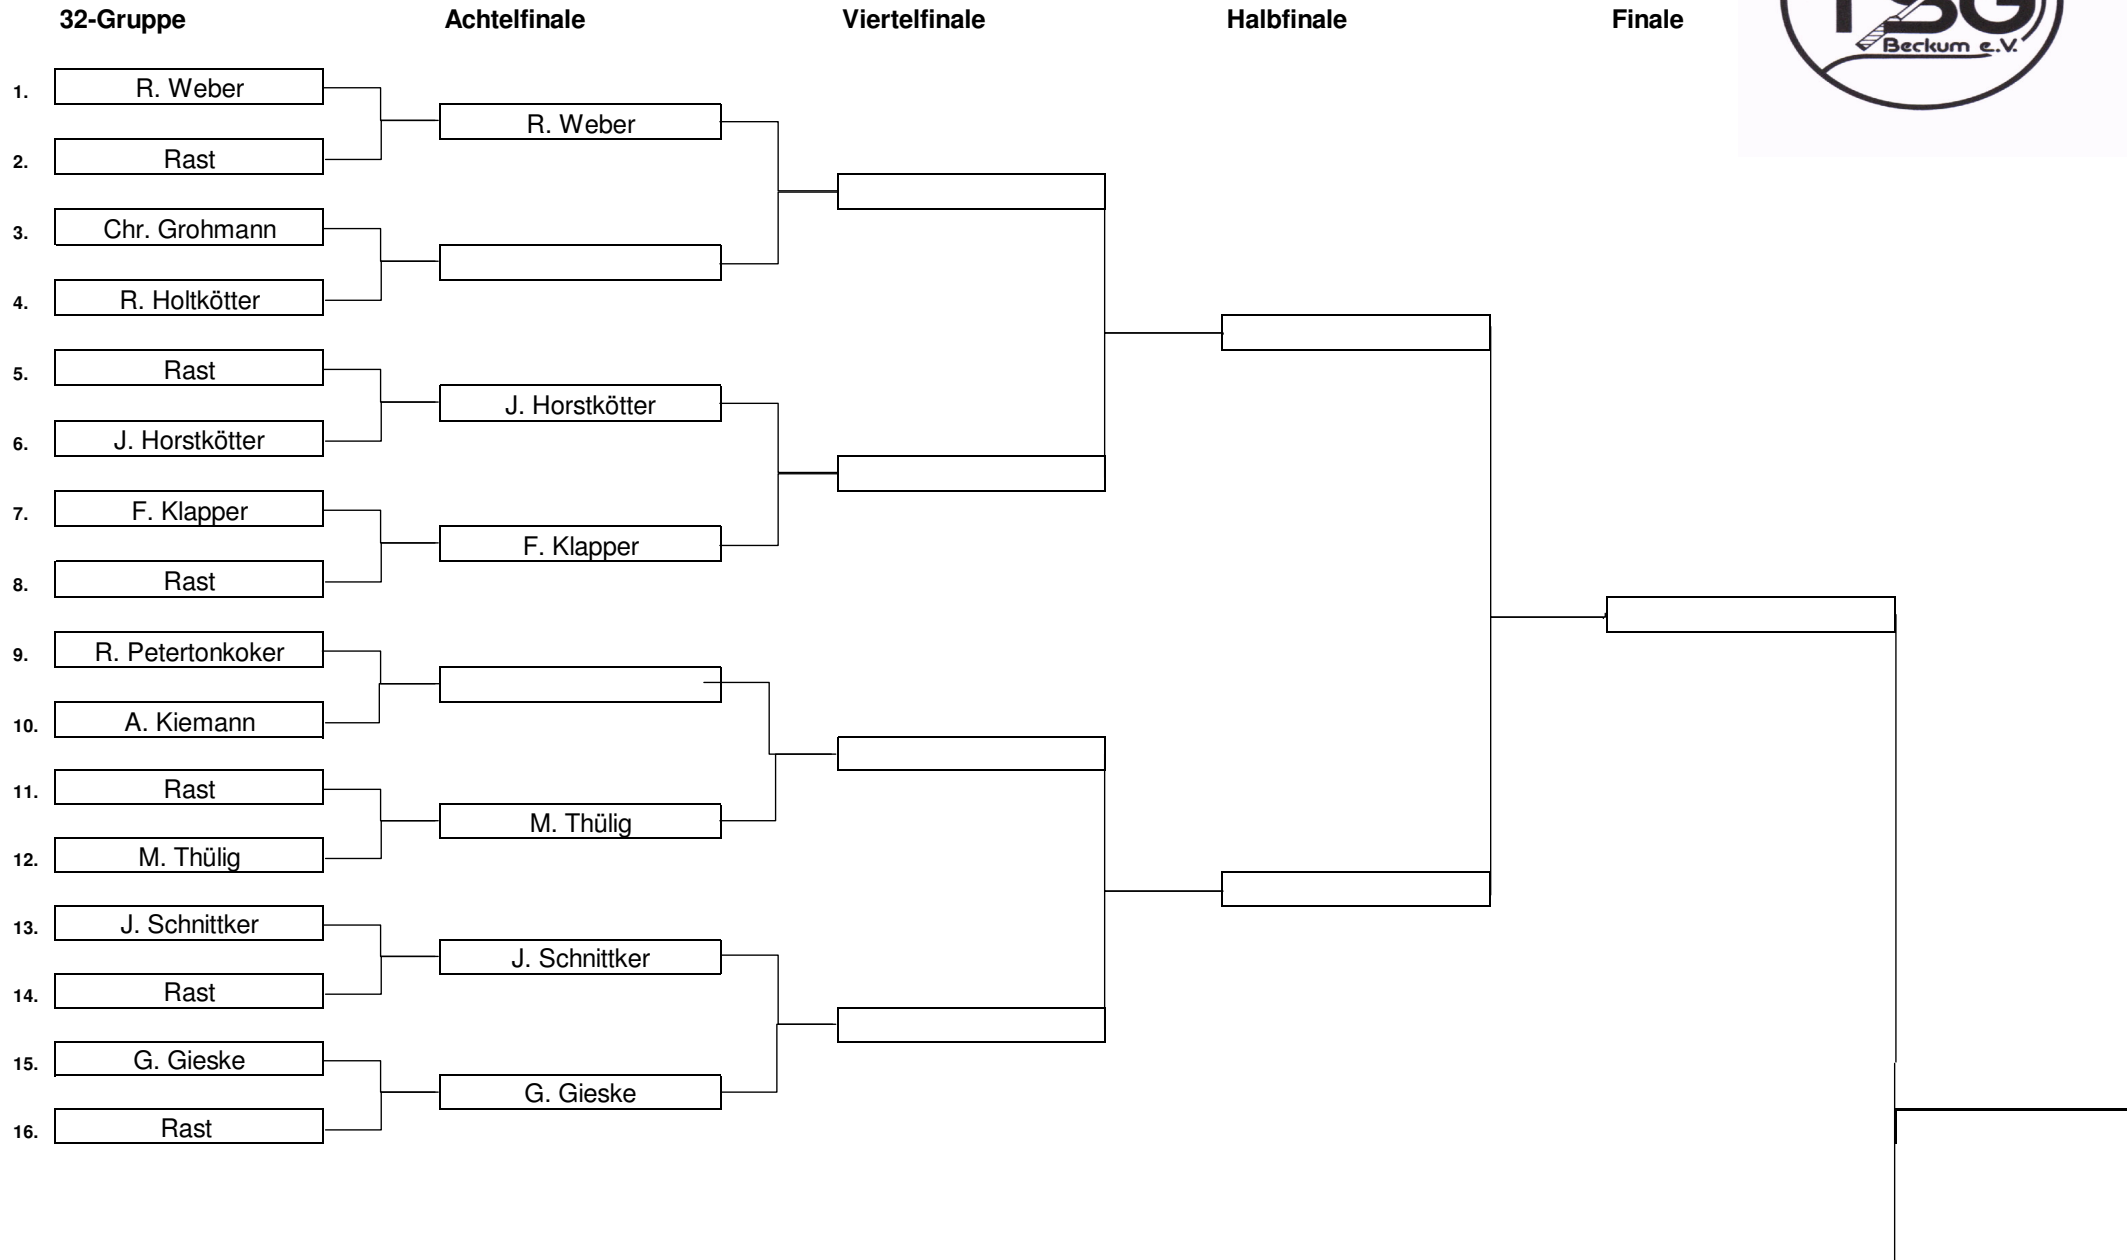 32-Gruppe Achtelfinale Viertelfinale Halbfinale Finale
TSG
Beckum e.V.
1. R. Weber
R. Weber
2. Rast
3. Chr. Grohmann
4. R. Holtkötter
5. Rast
J. Horstkötter
6. J. Horstkötter
7. F. Klapper
F. Klapper
8. Rast
9. R. Petertonkoker
10. A. Kiemann
11. Rast
M. Thülig
12. M. Thülig
13. J. Schnittker
J. Schnittker
14. Rast
15. G. Gieske
G. Gieske
16. Rast